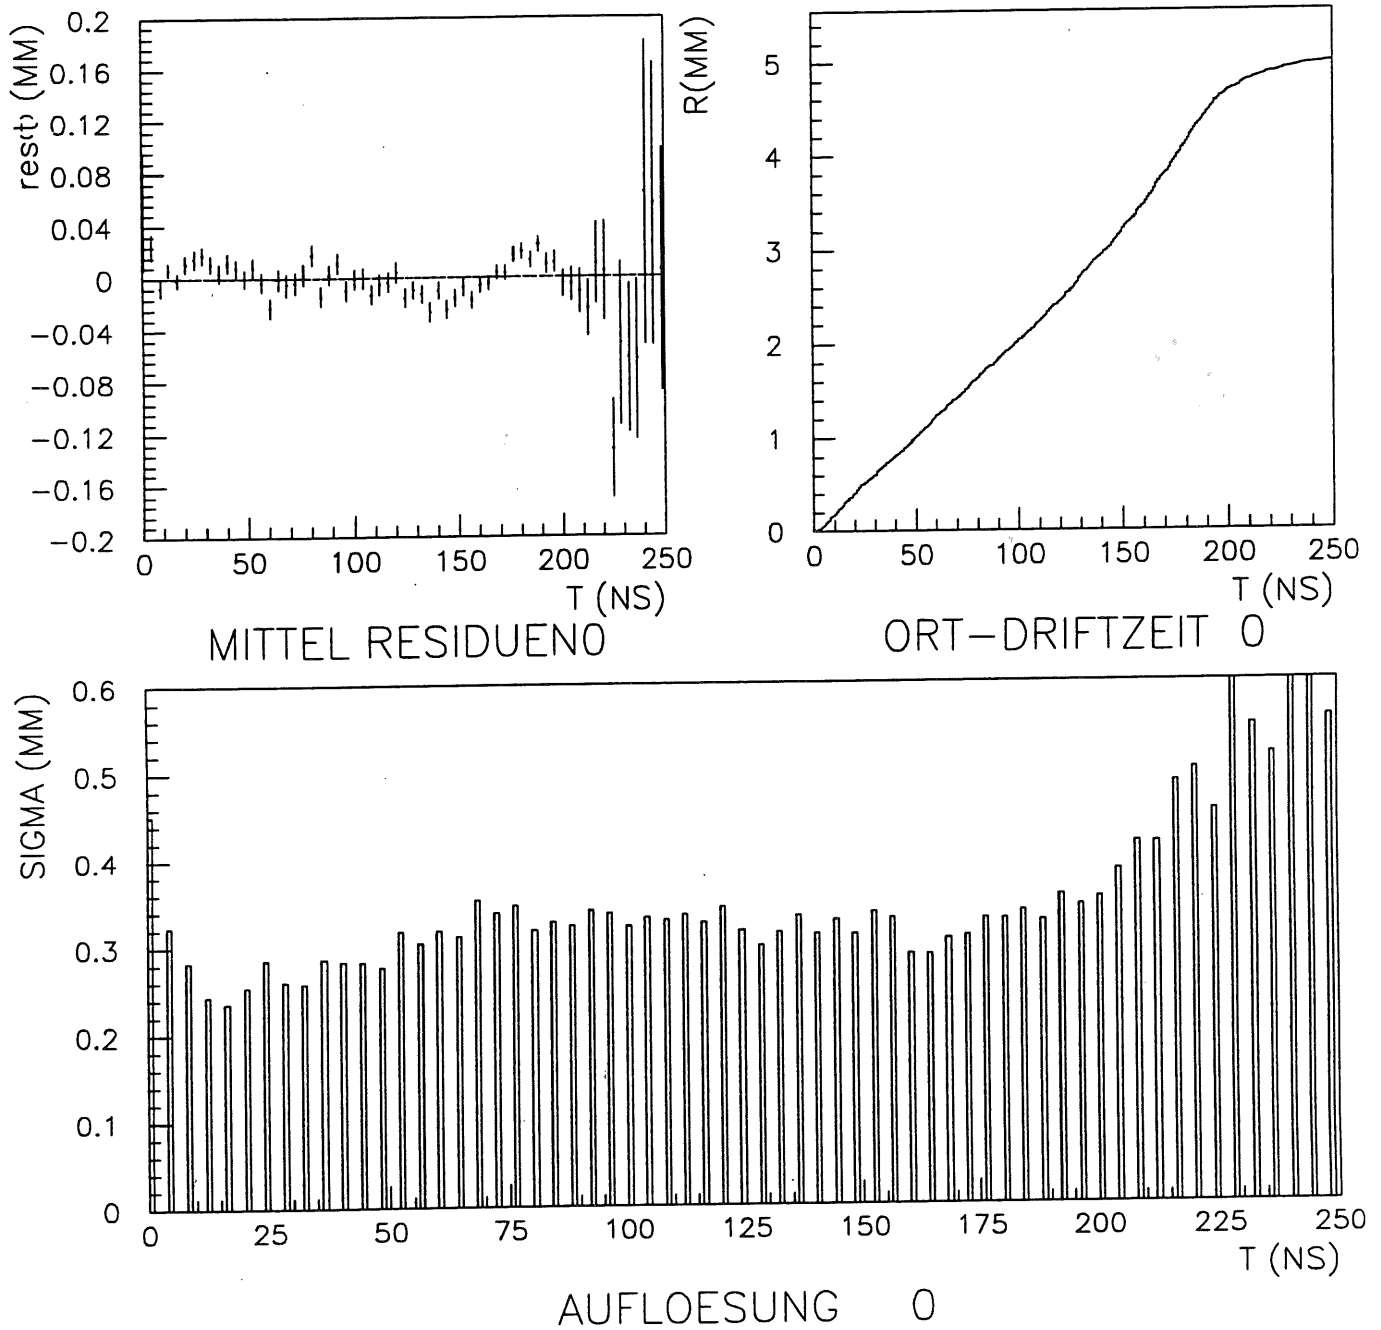 res(t) (MM)
0.2
0.16
0.12
0.08
0.04
0
−0.04
−0.08
−0.12
−0.16
−0.2
0 50 100 150 200 250
T (NS)
MITTEL RESIDUEN0
R(MM)
5
4
3
2
1
0
0 50 100 150 200 250
T (NS)
ORT−DRIFTZEIT 0
SIGMA (MM)
0.6
0.5
0.4
0.3
0.2
0.1
0
0 25 50 75 100 125 150 175 200 225 250
T (NS)
AUFLOESUNG 0